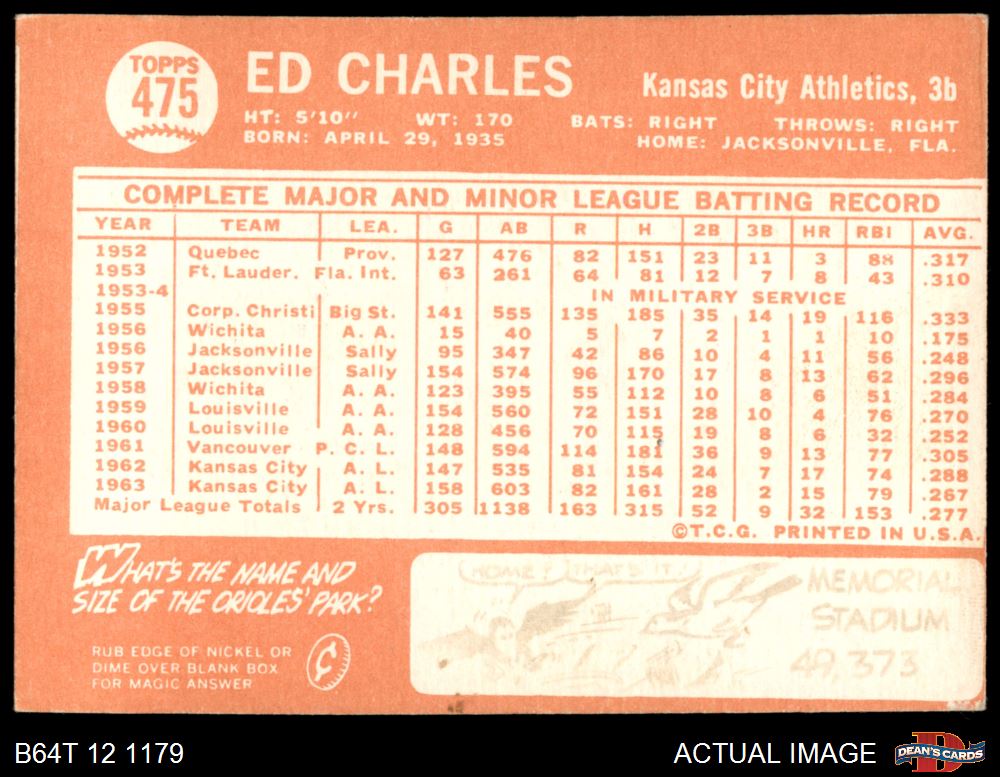 TOPPS
475
ED CHARLES
Kansas City Athletics, 3b
HT: 5'10" WT: 170 BATS: RIGHT THROWS: RIGHT
BORN: APRIL 29, 1935 HOME: JACKSONVILLE, FLA.
COMPLETE MAJOR AND MINOR LEAGUE BATTING RECORD
YEAR TEAM LEA. G AB R H 2B 3B HR RBI AVG.
1952 Quebec Prov. 127 476 82 151 23 11 3 88 .317
1953 Ft. Lauder. Fla. Int. 63 261 64 81 12 7 8 43 .310
1953-4 IN MILITARY SERVICE
1955 Corp. Christi Big St. 141 555 135 185 35 14 19 116 .333
1956 Wichita A. A. 15 40 5 7 2 1 1 10 .175
1956 Jacksonville Sally 95 347 42 86 10 4 11 56 .248
1957 Jacksonville Sally 154 574 96 170 17 8 13 62 .296
1958 Wichita A. A. 123 395 55 112 10 8 6 51 .284
1959 Louisville A. A. 154 560 72 151 28 10 4 76 .270
1960 Louisville A. A. 128 456 70 115 19 8 6 32 .252
1961 Vancouver P. C. L. 148 594 114 181 36 9 13 77 .305
1962 Kansas City A. L. 147 535 81 154 24 7 17 74 .288
1963 Kansas City A. L. 158 603 82 161 28 2 15 79 .267
Major League Totals 2 Yrs. 305 1138 163 315 52 9 32 153 .277
©T.C.G. PRINTED IN U.S.A.
WHAT'S THE NAME AND
SIZE OF THE ORIOLES' PARK?
RUB EDGE OF NICKEL OR
DIME OVER BLANK BOX
FOR MAGIC ANSWER
¢
HOME? THAT'S IT!
MEMORIAL
STADIUM
49,373
B64T 12 1179
ACTUAL IMAGE
DEAN'S CARDS